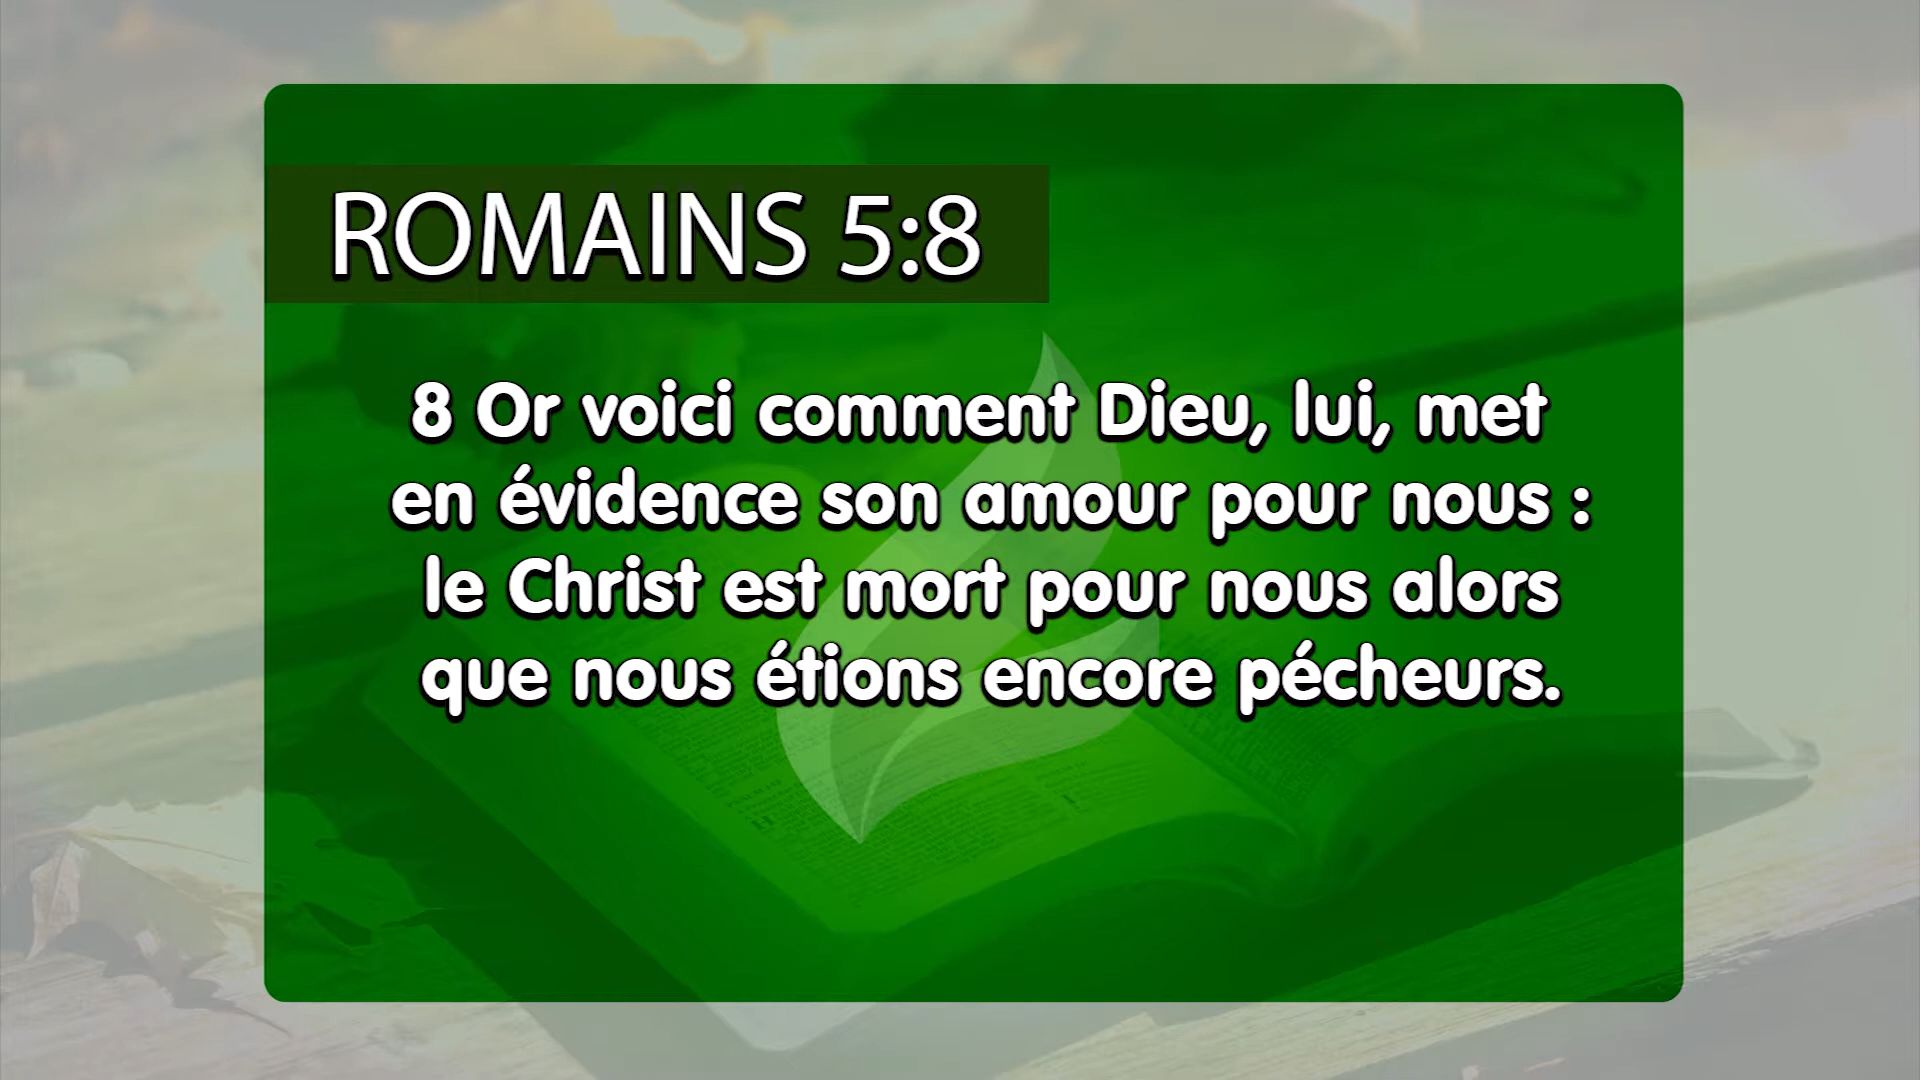 ROMAINS 5:8
8 Or voici comment Dieu, lui, met
en évidence son amour pour nous :
le Christ est mort pour nous alors
que nous étions encore pécheurs.